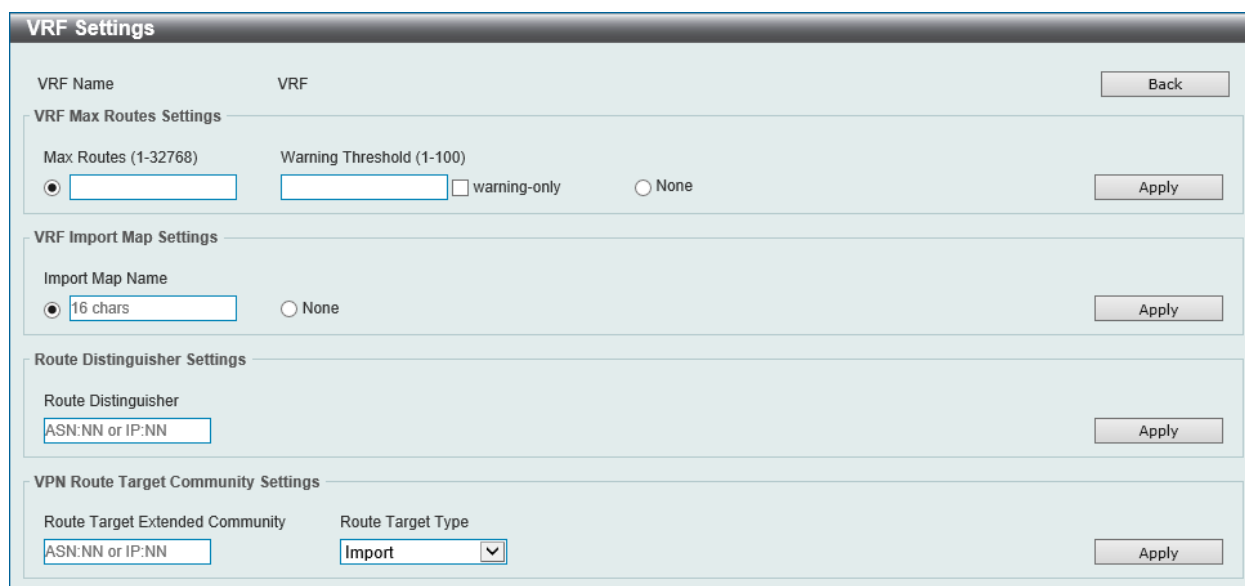 VRF Settings
VRF Name VRF Back
VRF Max Routes Settings
Max Routes (1-32768) Warning Threshold (1-100)
warning-only None Apply
VRF Import Map Settings
Import Map Name
16 chars None Apply
Route Distinguisher Settings
Route Distinguisher
ASN:NN or IP:NN Apply
VPN Route Target Community Settings
Route Target Extended Community Route Target Type
ASN:NN or IP:NN Import Apply